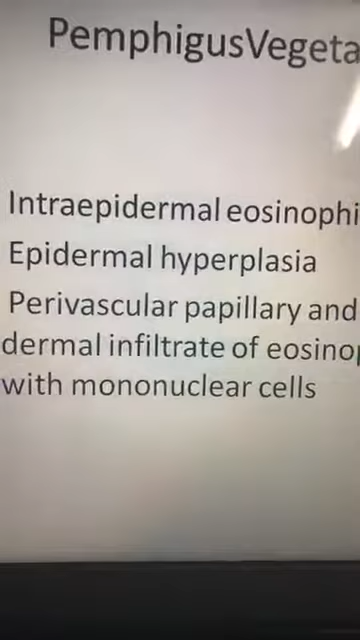 PemphigusVegeta
Intraepidermal eosinophi
Epidermal hyperplasia
Perivascular papillary and
dermal infiltrate of eosino
with mononuclear cells